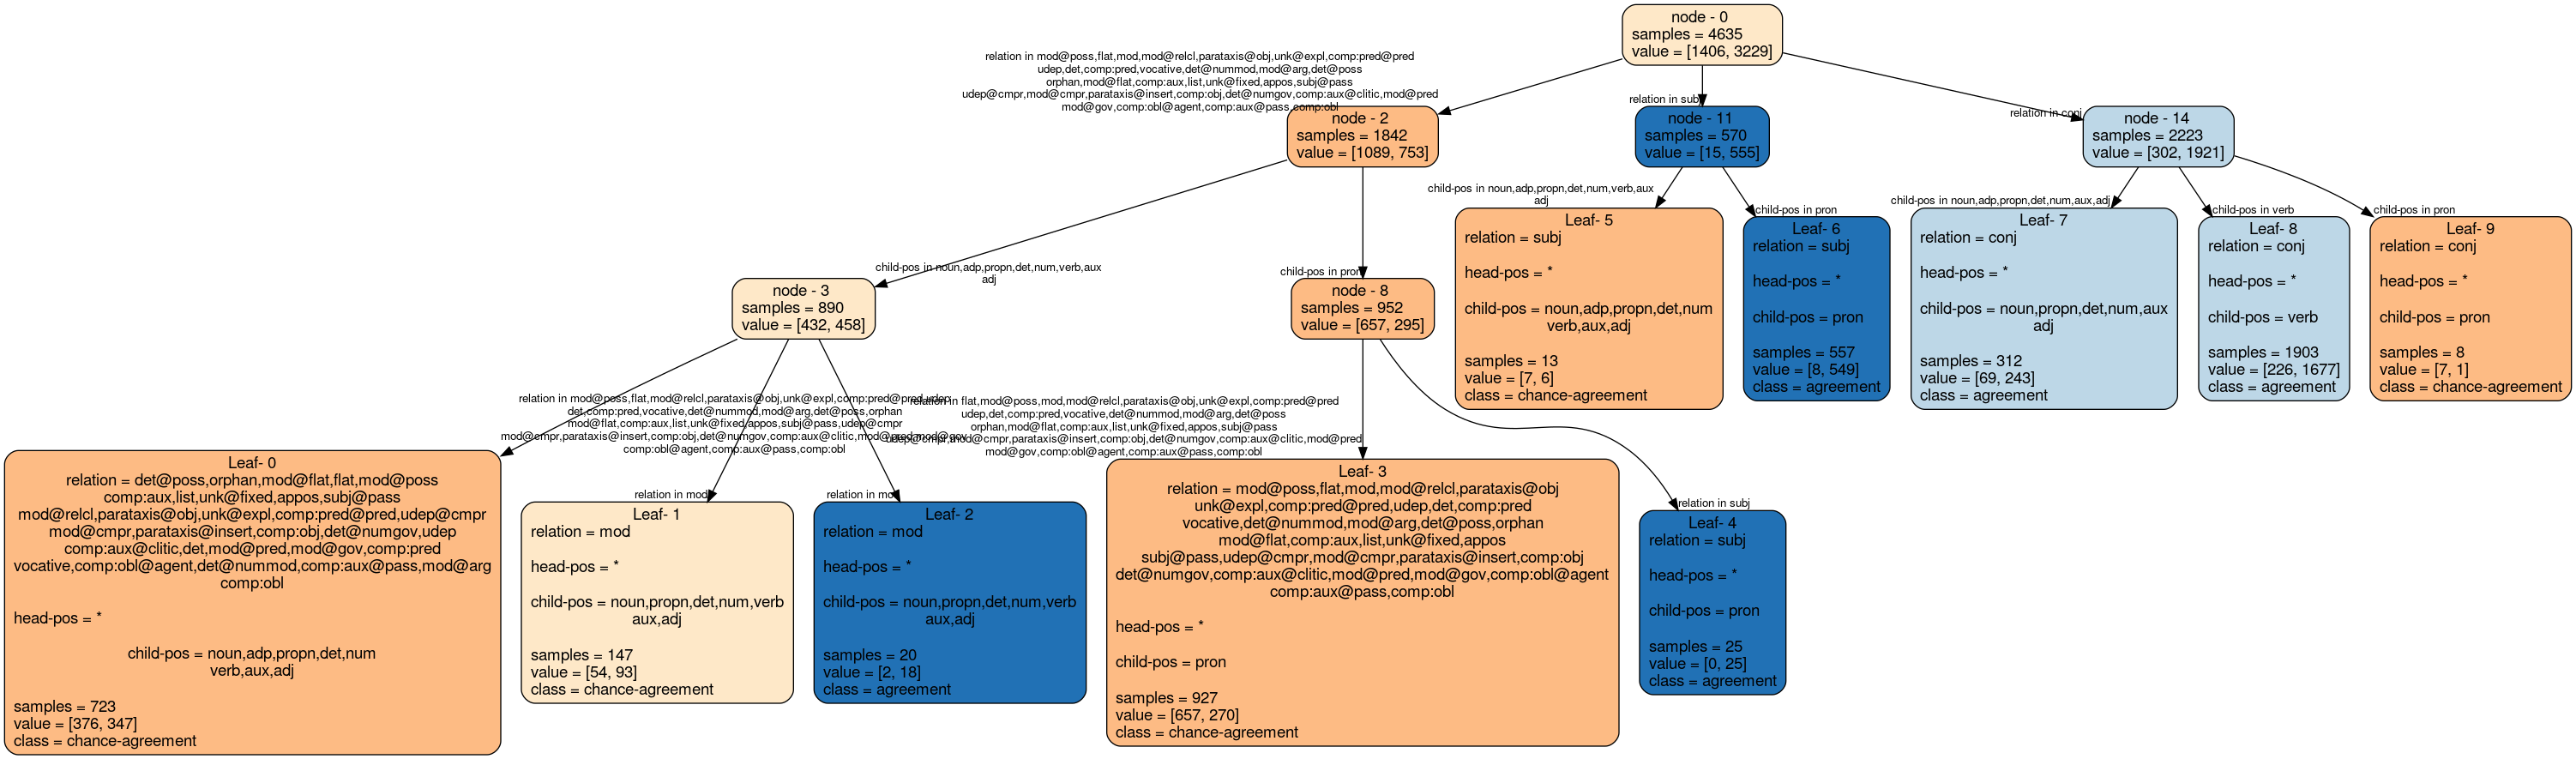 node - 0
samples = 4635
value = [1406, 3229]
relation in mod@poss,flat,mod,mod@relcl,parataxis@obj,unk@expl,comp:pred@pred
udep,det,comp:pred,vocative,det@nummod,mod@arg,det@poss
orphan,mod@flat,comp:aux,list,unk@fixed,appos,subj@pass
udep@cmpr,mod@cmpr,parataxis@insert,comp:obj,det@numgov,comp:aux@clitic,mod@pred
mod@gov,comp:obl@agent,comp:aux@pass,comp:obl
relation in subj
relation in conj
node - 2
samples = 1842
value = [1089, 753]
node - 11
samples = 570
value = [15, 555]
node - 14
samples = 2223
value = [302, 1921]
child-pos in noun,adp,propn,det,num,verb,aux
adj
child-pos in pron
child-pos in noun,adp,propn,det,num,verb,aux
adj
child-pos in pron
child-pos in noun,adp,propn,det,num,aux,adj
child-pos in verb
child-pos in pron
node - 3
samples = 890
value = [432, 458]
node - 8
samples = 952
value = [657, 295]
Leaf- 5
relation = subj
head-pos = *
child-pos = noun,adp,propn,det,num
verb,aux,adj
samples = 13
value = [7, 6]
class = chance-agreement
Leaf- 6
relation = subj
head-pos = *
child-pos = pron
samples = 557
value = [8, 549]
class = agreement
Leaf- 7
relation = conj
head-pos = *
child-pos = noun,propn,det,num,aux
adj
samples = 312
value = [69, 243]
class = agreement
Leaf- 8
relation = conj
head-pos = *
child-pos = verb
samples = 1903
value = [226, 1677]
class = agreement
Leaf- 9
relation = conj
head-pos = *
child-pos = pron
samples = 8
value = [7, 1]
class = chance-agreement
relation in mod@poss,flat,mod@relcl,parataxis@obj,unk@expl,comp:pred@pred,udep
det,comp:pred,vocative,det@nummod,mod@arg,det@poss,orphan
mod@flat,comp:aux,list,unk@fixed,appos,subj@pass,udep@cmpr
mod@cmpr,parataxis@insert,comp:obj,det@numgov,comp:aux@clitic,mod@pred,mod@gov
comp:obl@agent,comp:aux@pass,comp:obl
relation in mod
relation in mod
relation in flat,mod@poss,mod,mod@relcl,parataxis@obj,unk@expl,comp:pred@pred
udep,det,comp:pred,vocative,det@nummod,mod@arg,det@poss
orphan,mod@flat,comp:aux,list,unk@fixed,appos,subj@pass
udep@cmpr,mod@cmpr,parataxis@insert,comp:obj,det@numgov,comp:aux@clitic,mod@pred
mod@gov,comp:obl@agent,comp:aux@pass,comp:obl
relation in subj
Leaf- 0
relation = det@poss,orphan,mod@flat,flat,mod@poss
comp:aux,list,unk@fixed,appos,subj@pass
mod@relcl,parataxis@obj,unk@expl,comp:pred@pred,udep@cmpr
mod@cmpr,parataxis@insert,comp:obj,det@numgov,udep
comp:aux@clitic,det,mod@pred,mod@gov,comp:pred
vocative,comp:obl@agent,det@nummod,comp:aux@pass,mod@arg
comp:obl
head-pos = *
child-pos = noun,adp,propn,det,num
verb,aux,adj
samples = 723
value = [376, 347]
class = chance-agreement
Leaf- 1
relation = mod
head-pos = *
child-pos = noun,propn,det,num,verb
aux,adj
samples = 147
value = [54, 93]
class = chance-agreement
Leaf- 2
relation = mod
head-pos = *
child-pos = noun,propn,det,num,verb
aux,adj
samples = 20
value = [2, 18]
class = agreement
Leaf- 3
relation = mod@poss,flat,mod,mod@relcl,parataxis@obj
unk@expl,comp:pred@pred,udep,det,comp:pred
vocative,det@nummod,mod@arg,det@poss,orphan
mod@flat,comp:aux,list,unk@fixed,appos
subj@pass,udep@cmpr,mod@cmpr,parataxis@insert,comp:obj
det@numgov,comp:aux@clitic,mod@pred,mod@gov,comp:obl@agent
comp:aux@pass,comp:obl
head-pos = *
child-pos = pron
samples = 927
value = [657, 270]
class = chance-agreement
Leaf- 4
relation = subj
head-pos = *
child-pos = pron
samples = 25
value = [0, 25]
class = agreement